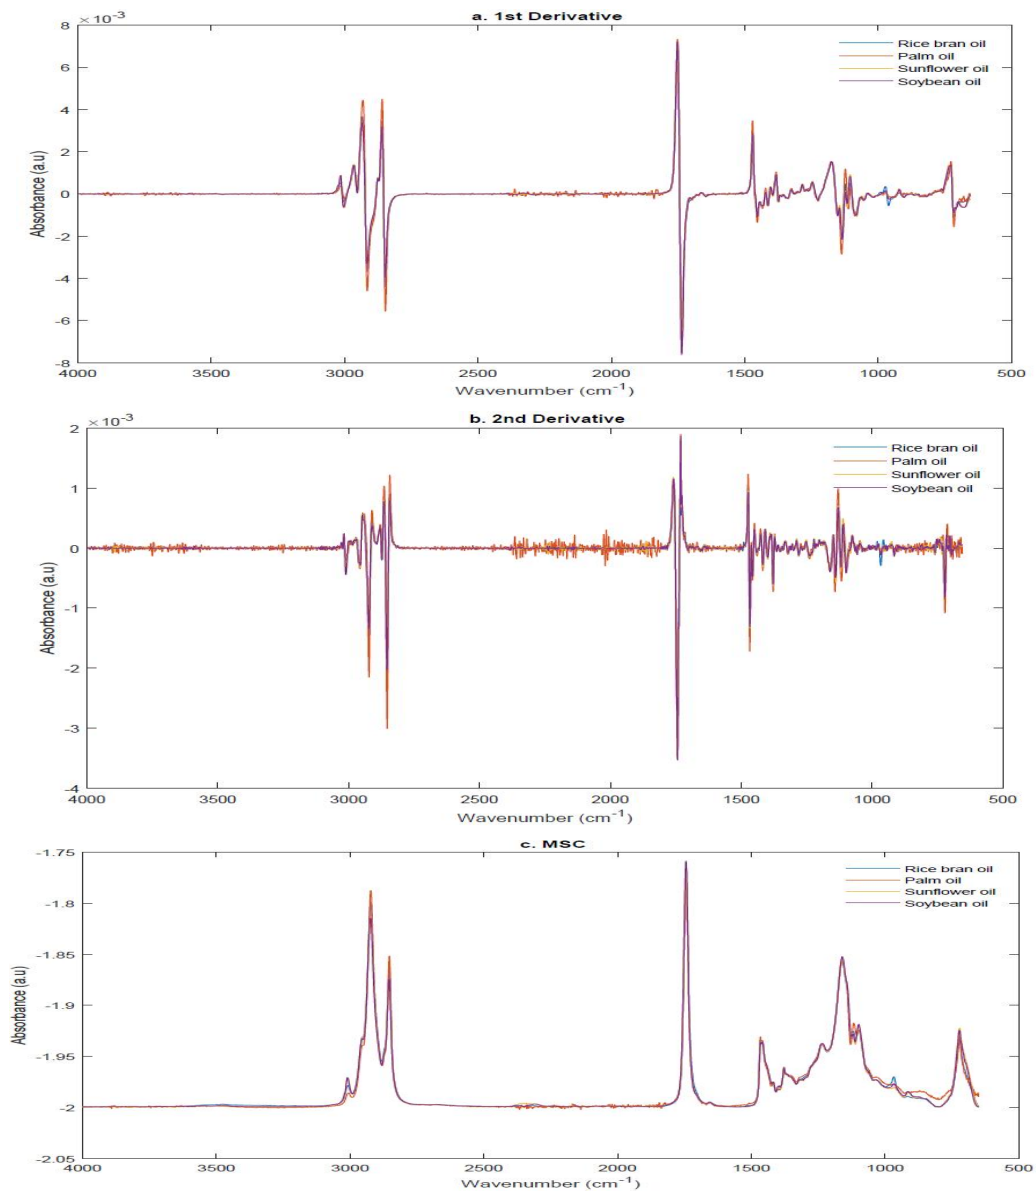 a. 1st Derivative
×10⁻³
8
6
4
2
0
-2
-4
-6
-8
Absorbance (a.u)
Rice bran oil
Palm oil
Sunflower oil
Soybean oil
4000 3500 3000 2500 2000 1500 1000 500
Wavenumber (cm⁻¹)
b. 2nd Derivative
×10⁻³
2
1
0
-1
-2
-3
-4
Absorbance (a.u)
Rice bran oil
Palm oil
Sunflower oil
Soybean oil
4000 3500 3000 2500 2000 1500 1000 500
Wavenumber (cm⁻¹)
c. MSC
-1.75
-1.8
-1.85
-1.9
-1.95
-2
-2.05
Absorbance (a.u)
Rice bran oil
Palm oil
Sunflower oil
Soybean oil
4000 3500 3000 2500 2000 1500 1000 500
Wavenumber (cm⁻¹)